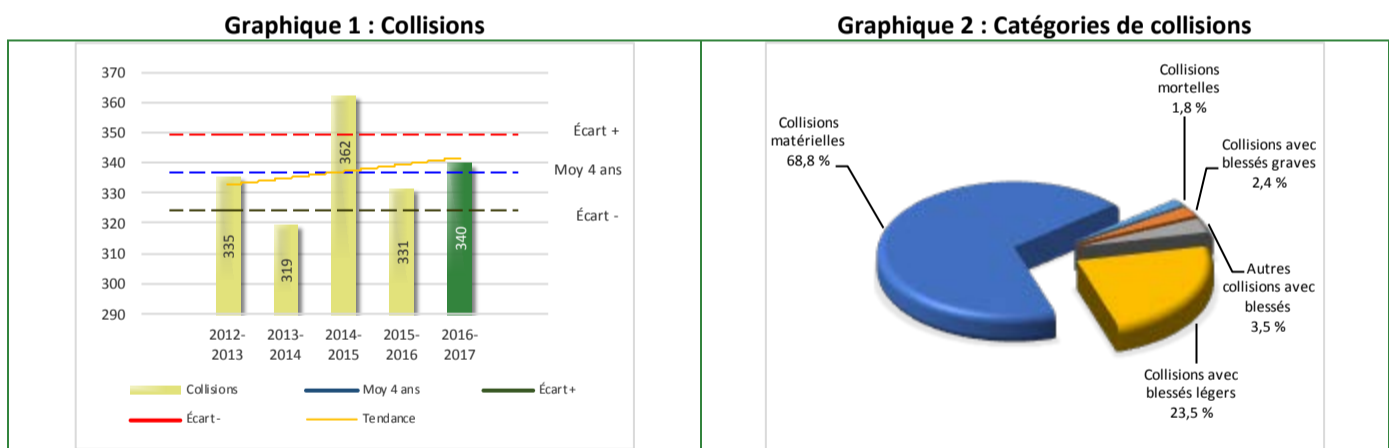 Graphique 1 : Collisions
370
360
350
340
330
320
310
300
290
335
319
362
331
340
Écart +
Moy 4 ans
Écart -
2012-
2013
2013-
2014
2014-
2015
2015-
2016
2016-
2017
Collisions
Moy 4 ans
Écart+
Écart-
Tendance
Graphique 2 : Catégories de collisions
Collisions
matérielles
68,8 %
Collisions
mortelles
1,8 %
Collisions avec
blessés graves
2,4 %
Autres
collisions avec
blessés
3,5 %
Collisions avec
blessés légers
23,5 %